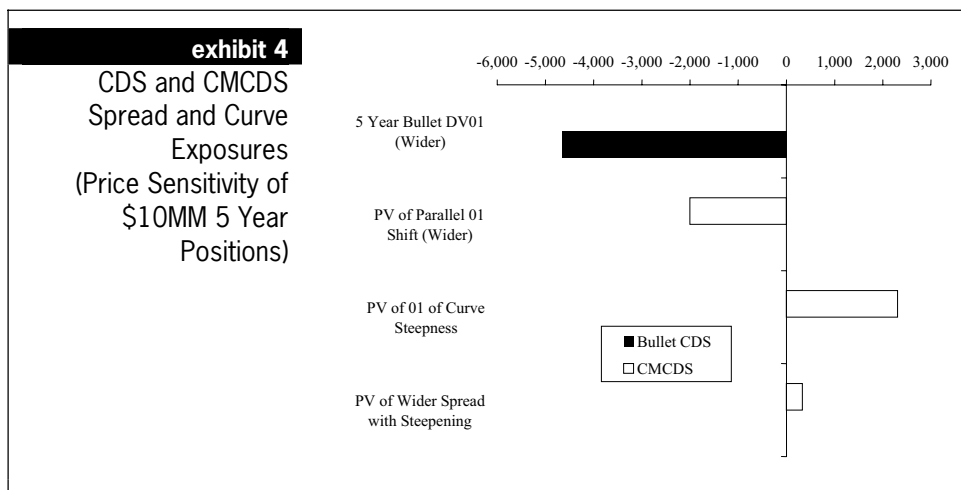 exhibit 4
CDS and CMCDS
Spread and Curve
Exposures
(Price Sensitivity of
$10MM 5 Year
Positions)
-6,000 -5,000 -4,000 -3,000 -2,000 -1,000 0 1,000 2,000 3,000
5 Year Bullet DV01
(Wider)
PV of Parallel 01
Shift (Wider)
PV of 01 of Curve
Steepness
Bullet CDS
CMCDS
PV of Wider Spread
with Steepening